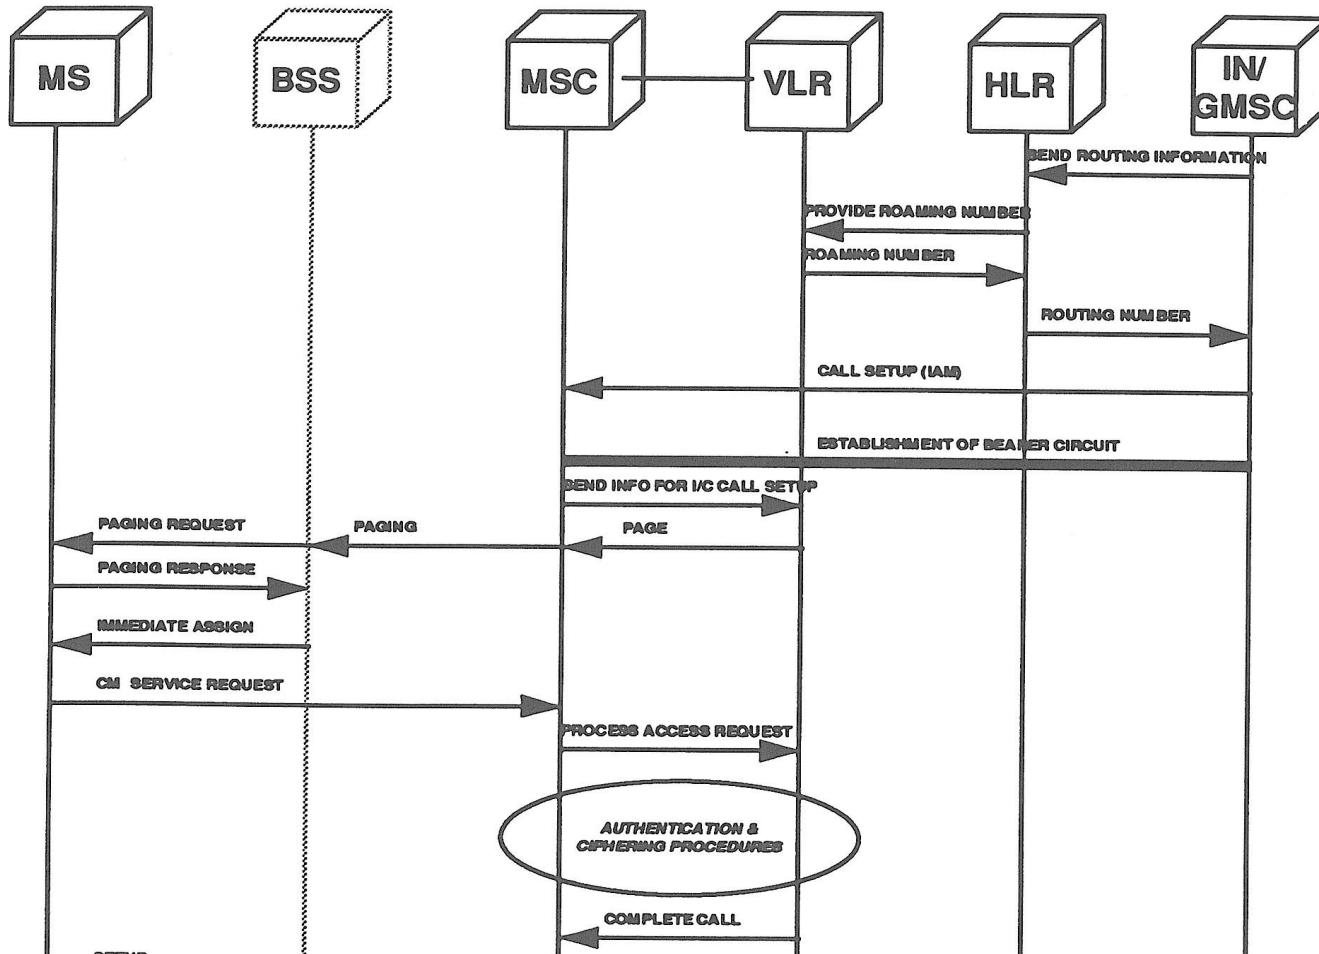 MS
BSS
MSC
VLR
HLR
IN/
GMSC
SEND ROUTING INFORMATION
PROVIDE ROAMING NUMBER
ROAMING NUMBER
ROUTING NUMBER
CALL SETUP (IAM)
ESTABLISHMENT OF BEARER CIRCUIT
SEND INFO FOR I/C CALL SETUP
PAGING REQUEST
PAGING
PAGE
PAGING RESPONSE
IMMEDIATE ASSIGN
CM SERVICE REQUEST
PROCESS ACCESS REQUEST
AUTHENTICATION &
CIPHERING PROCEDURES
COMPLETE CALL